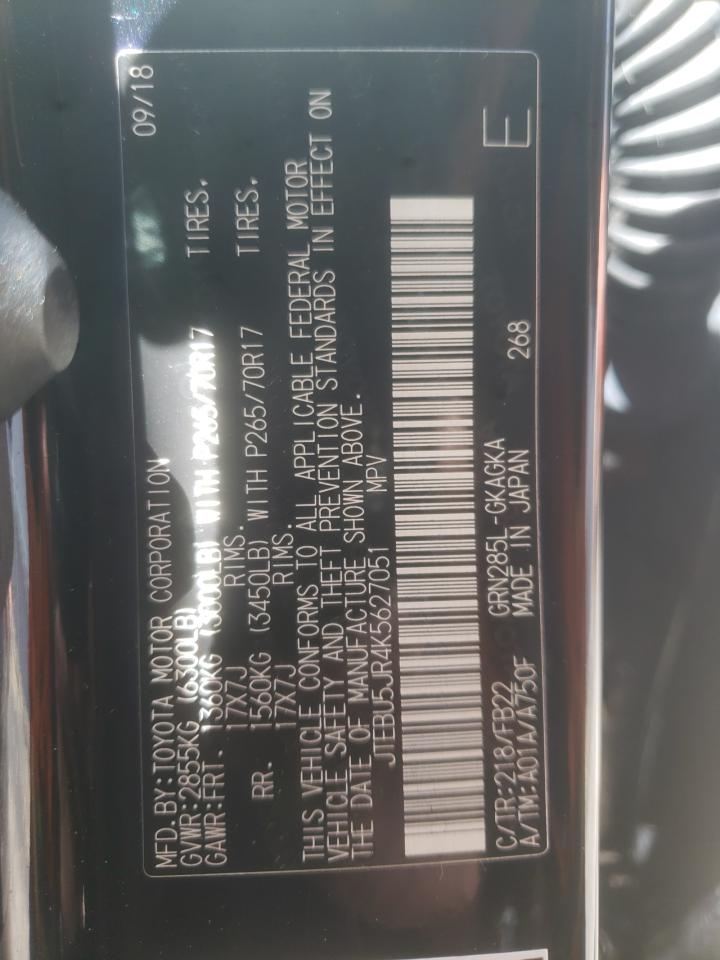 MFD.BY:TOYOTA MOTOR CORPORATION 09/18
GVWR:2855KG (6300LB)
GAWR:FRT. 1360KG (3000LB) WITH P265/70R17 TIRES,
17X7J RIMS.
RR. 1560KG (3450LB) WITH P265/70R17 TIRES,
17X7J RIMS.
THIS VEHICLE CONFORMS TO ALL APPLICABLE FEDERAL MOTOR
VEHICLE SAFETY AND THEFT PREVENTION STANDARDS IN EFFECT ON
THE DATE OF MANUFACTURE SHOWN ABOVE.
JTEBU5JR4K5627051 MPV
C/TR:218/FB22 GRN285L-GKAGKA
A/TM:A01A/A750F MADE IN JAPAN 268
E